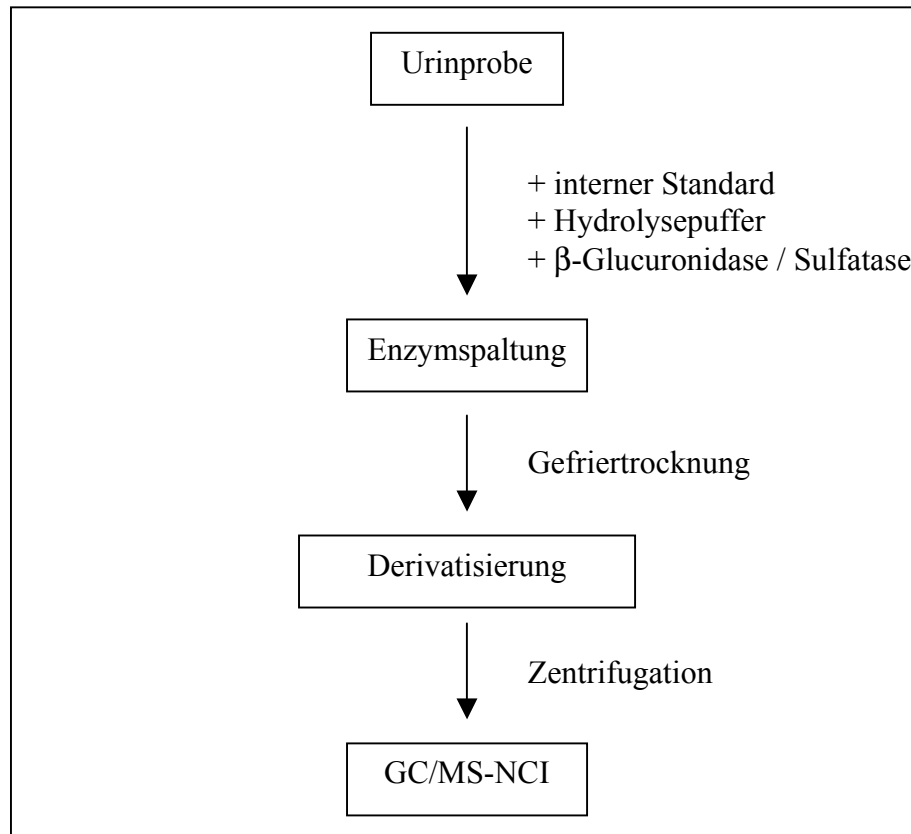 Urinprobe
+ interner Standard
+ Hydrolysepuffer
+ β-Glucuronidase / Sulfatase
Enzymspaltung
Gefriertrocknung
Derivatisierung
Zentrifugation
GC/MS-NCI